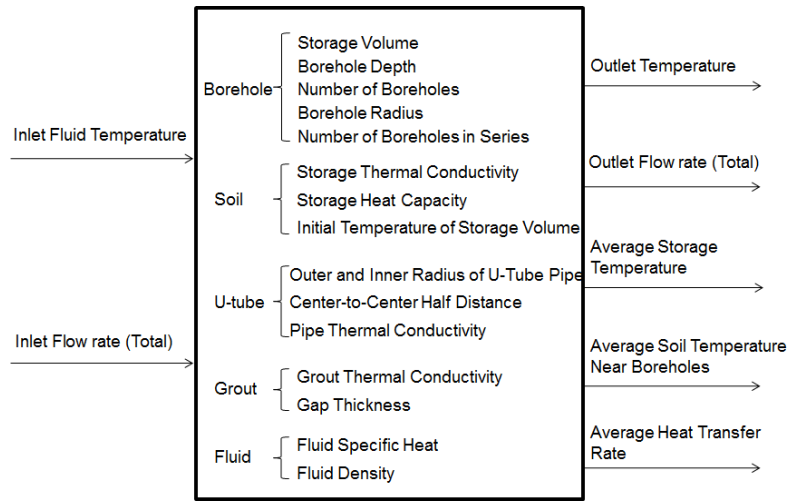 Inlet Fluid Temperature
Inlet Flow rate (Total)
Borehole
Storage Volume
Borehole Depth
Number of Boreholes
Borehole Radius
Number of Boreholes in Series
Soil
Storage Thermal Conductivity
Storage Heat Capacity
Initial Temperature of Storage Volume
U-tube
Outer and Inner Radius of U-Tube Pipe
Center-to-Center Half Distance
Pipe Thermal Conductivity
Grout
Grout Thermal Conductivity
Gap Thickness
Fluid
Fluid Specific Heat
Fluid Density
Outlet Temperature
Outlet Flow rate (Total)
Average Storage
Temperature
Average Soil Temperature
Near Boreholes
Average Heat Transfer
Rate